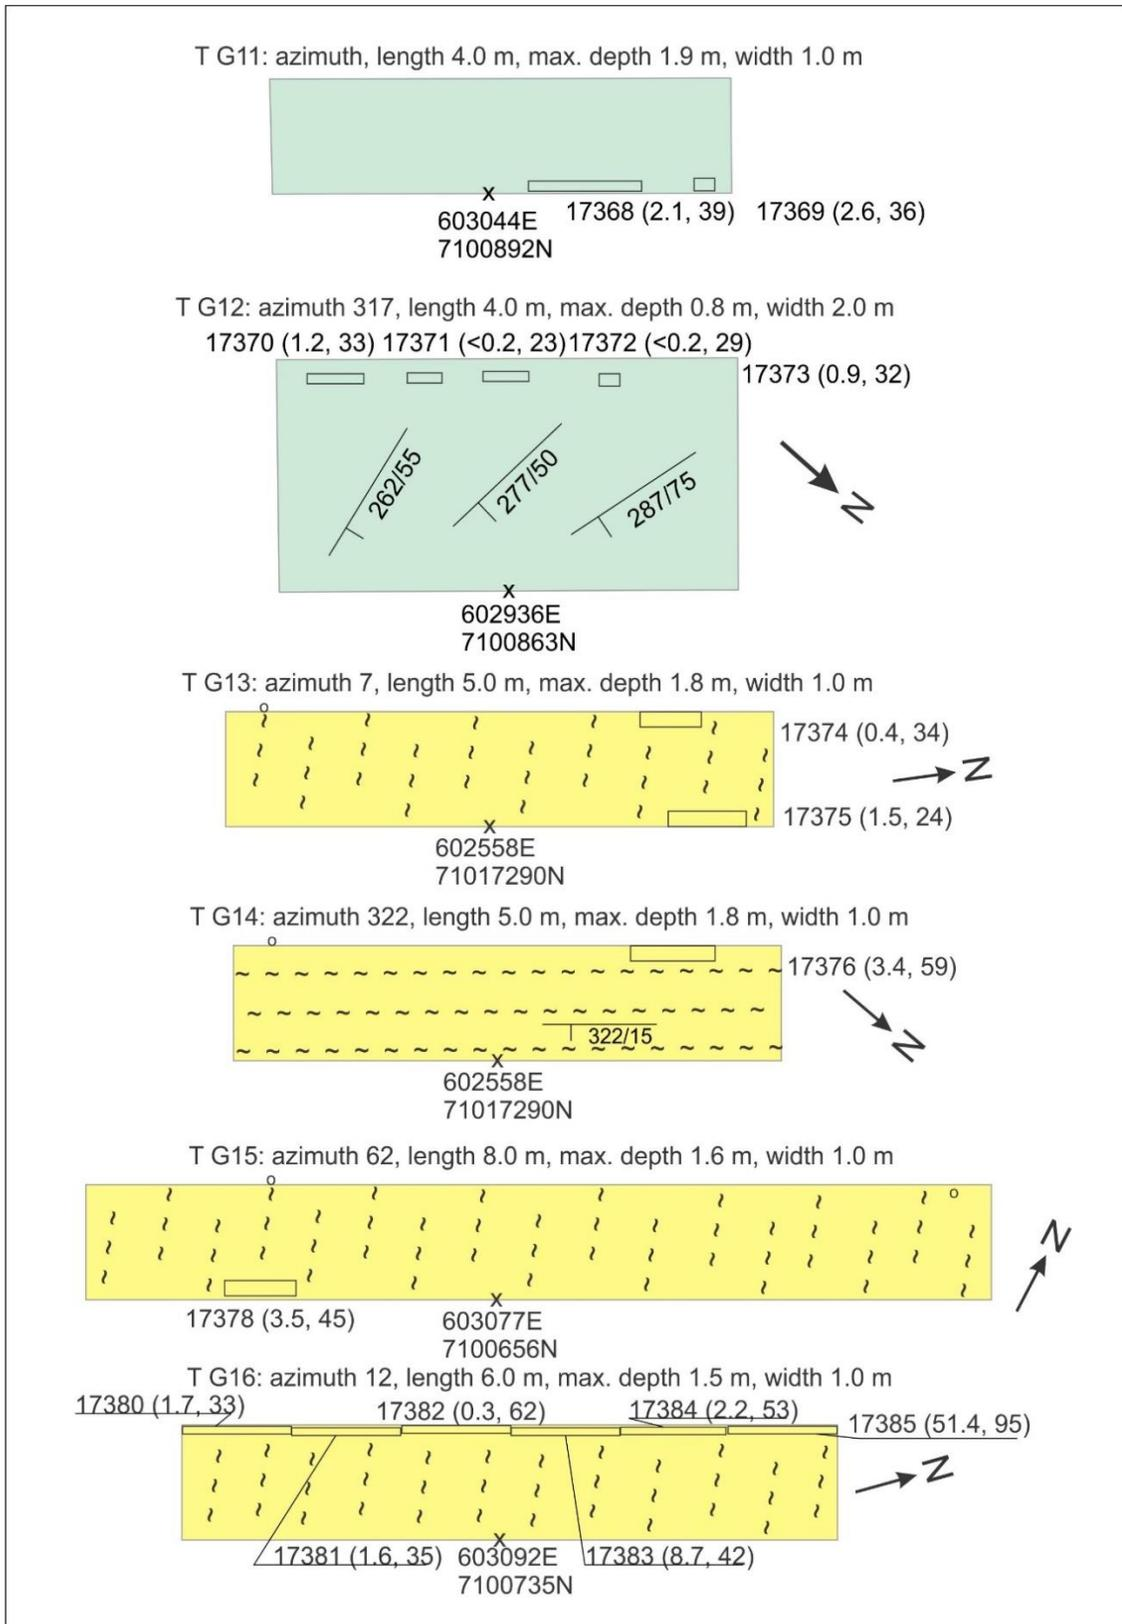 T G11: azimuth, length 4.0 m, max. depth 1.9 m, width 1.0 m
x
603044E
7100892N
17368 (2.1, 39)
17369 (2.6, 36)
T G12: azimuth 317, length 4.0 m, max. depth 0.8 m, width 2.0 m
17370 (1.2, 33) 17371 (<0.2, 23)17372 (<0.2, 29)
17373 (0.9, 32)
262/55
277/50
287/75
N
x
602936E
7100863N
T G13: azimuth 7, length 5.0 m, max. depth 1.8 m, width 1.0 m
o
17374 (0.4, 34)
N
17375 (1.5, 24)
x
602558E
71017290N
T G14: azimuth 322, length 5.0 m, max. depth 1.8 m, width 1.0 m
o
17376 (3.4, 59)
322/15
N
x
602558E
71017290N
T G15: azimuth 62, length 8.0 m, max. depth 1.6 m, width 1.0 m
o
o
N
17378 (3.5, 45)
x
603077E
7100656N
T G16: azimuth 12, length 6.0 m, max. depth 1.5 m, width 1.0 m
17380 (1.7, 33)
17382 (0.3, 62)
17384 (2.2, 53)
17385 (51.4, 95)
N
x
17381 (1.6, 35)
603092E
7100735N
17383 (8.7, 42)